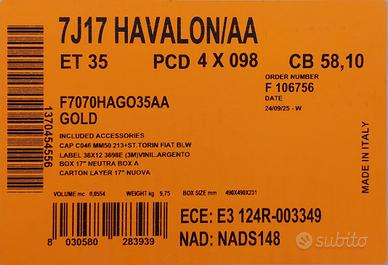 7J17 HAVALON/AA
ET 35 PCD 4 X 098 CB 58,10
ORDER NUMBER
F 106756
24/09/25 - W
F7070HAGO35AA
GOLD
INCLUDED ACCESSORIES
CAP C046 MM50 213+ST.TORIN FIAT BLW
LABEL 36X12 3698E (3M)VINIL.ARGENTO
BOX 17" NEUTRA BOX A
CARTON LAYER 17" NUOVA
VOLUME mc 0,0554 WEIGHT kg 9,75 BOX SIZE mm 490X490X231
1370454556
MADE IN ITALY
8 030580 283939
ECE: E3 124R-003349
NAD: NADS148
subito